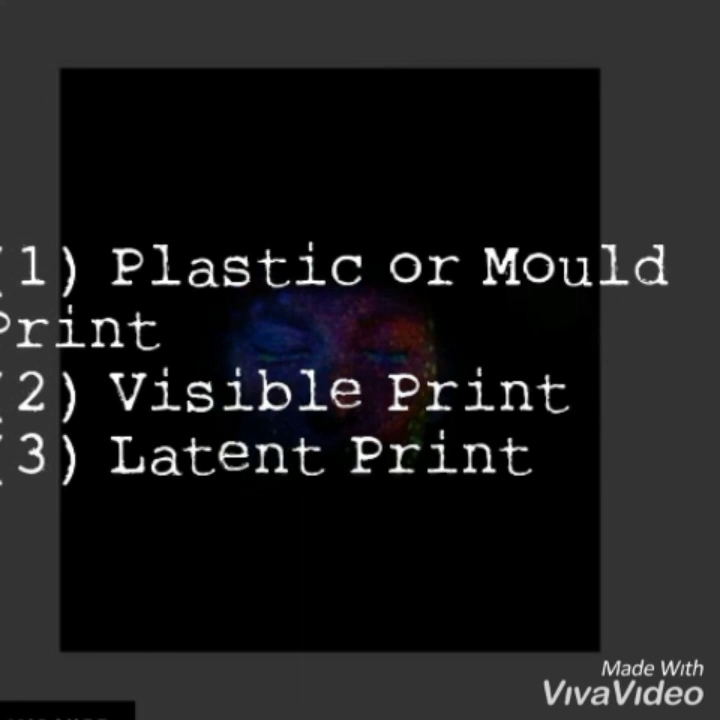 (1) Plastic or Mould
Print
(2) Visible Print
(3) Latent Print
Made With
VivaVideo